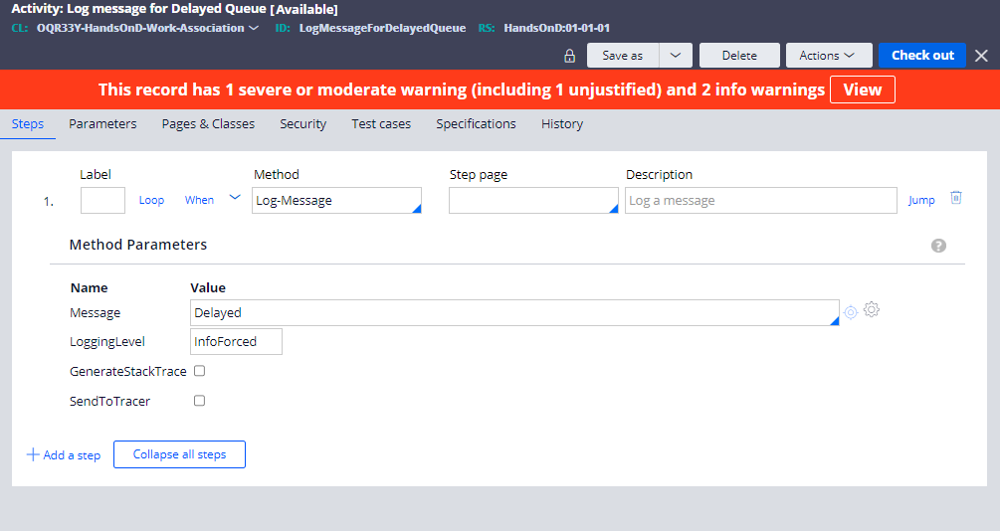 Activity: Log message for Delayed Queue [Available]
CL: OQR33Y-HandsOnD-Work-Association ID: LogMessageForDelayedQueue RS: HandsOnD:01-01-01
Save as Delete Actions Check out
This record has 1 severe or moderate warning (including 1 unjustified) and 2 info warnings View
Steps Parameters Pages & Classes Security Test cases Specifications History
Label Method Step page Description
1. Loop When Log-Message Log a message Jump
Method Parameters ?
Name Value
Message Delayed
LoggingLevel InfoForced
GenerateStackTrace
SendToTracer
Add a step Collapse all steps